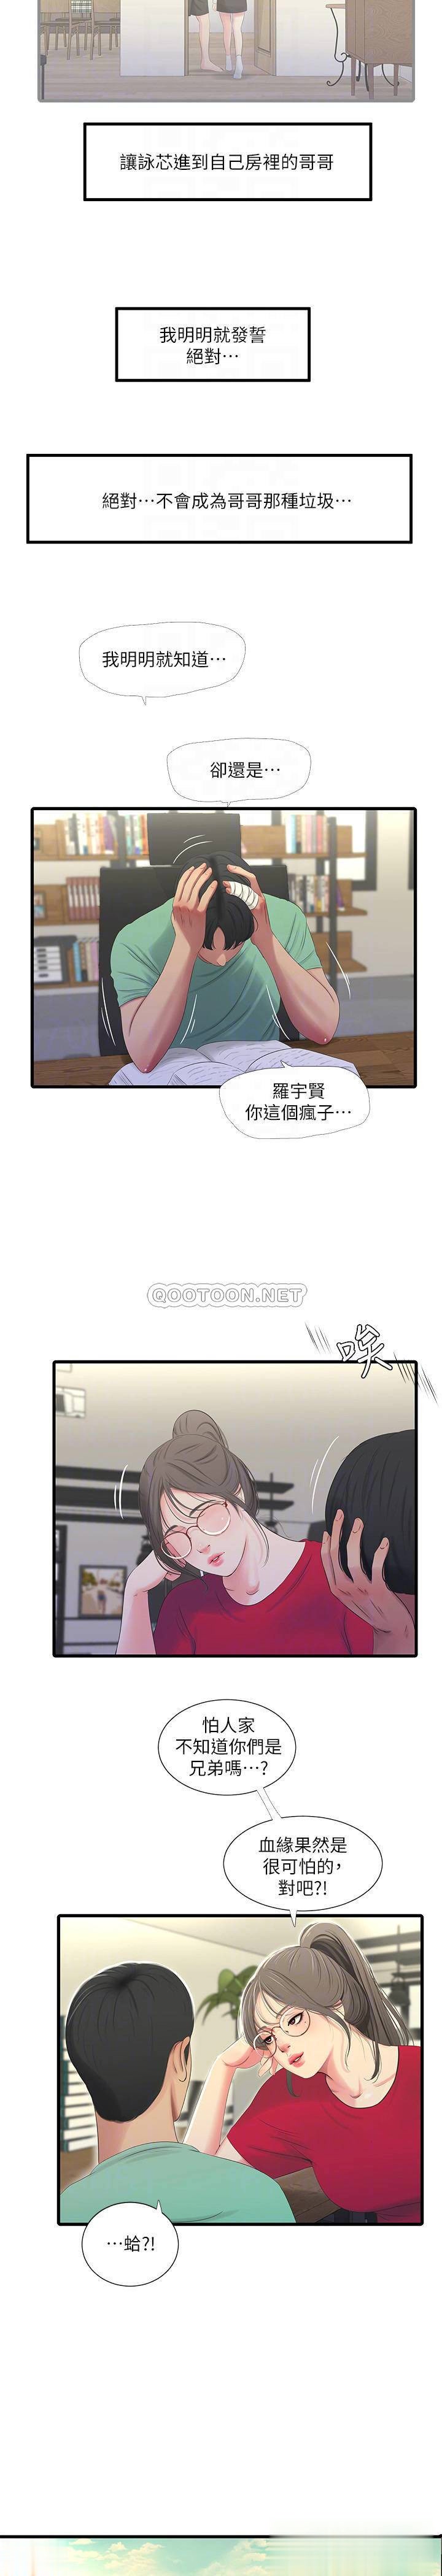 讓詠芯進到自己房裡的哥哥
我明明就發誓
絕對⋯
絕對⋯不會成為哥哥那種垃圾⋯
我明明就知道⋯
卻還是⋯
羅宇賢
你這個瘋子⋯
QOOTOON.NET
唉
怕人家
不知道你們是
兄弟嗎⋯?
血緣果然是
很可怕的,
對吧?!
⋯蛤?!